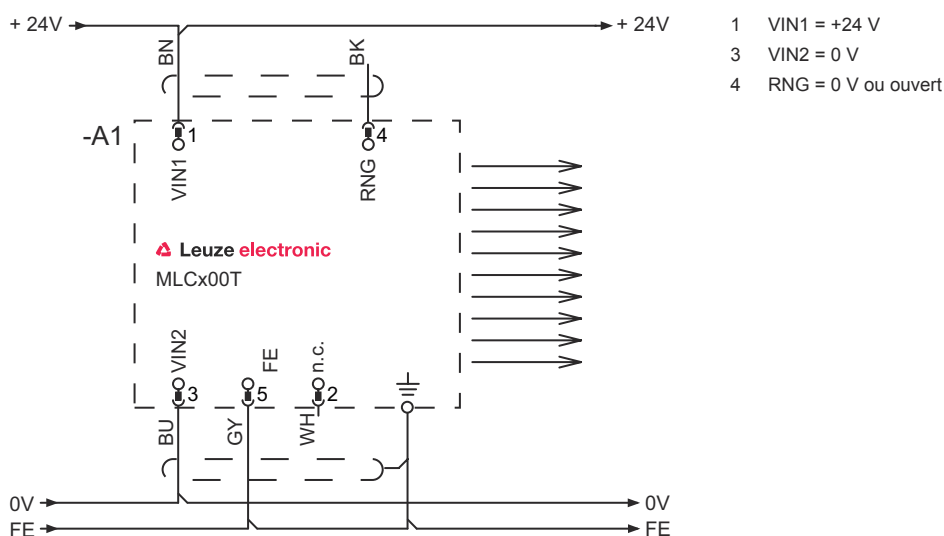 + 24V
+ 24V
1 VIN1 = +24 V
3 VIN2 = 0 V
4 RNG = 0 V ou ouvert
BN
BK
-A1
1
4
VIN1
RNG
Leuze electronic
MLCx00T
VIN2
FE
n.c.
3
5
2
BU
GY
WH
0V
0V
FE
FE